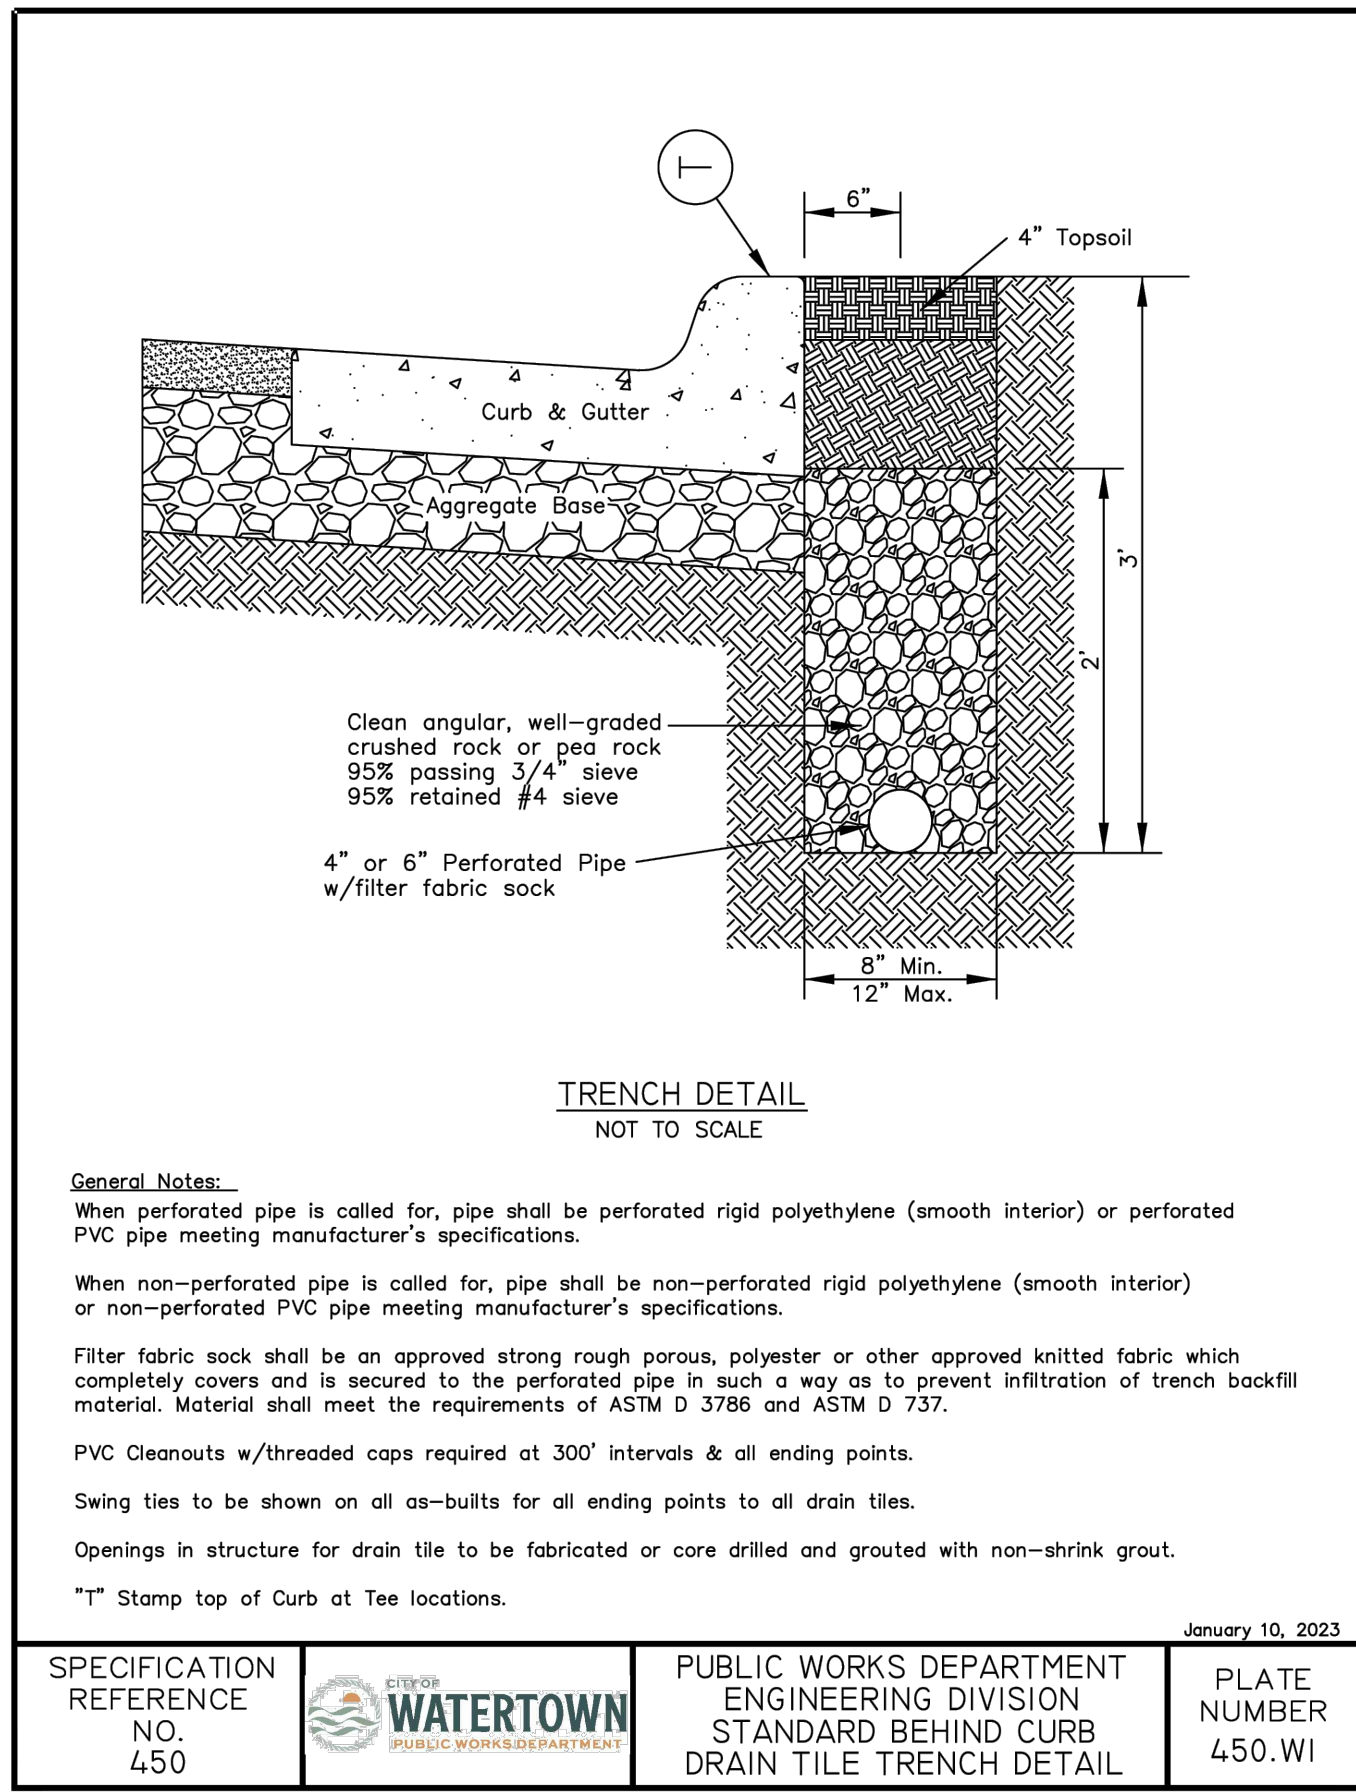 T
6”
4” Topsoil
Curb & Gutter
Aggregate Base
3'
2'
Clean angular, well-graded
crushed rock or pea rock
95% passing 3/4” sieve
95% retained #4 sieve
4” or 6” Perforated Pipe
w/filter fabric sock
8” Min.
12” Max.
TRENCH DETAIL
NOT TO SCALE
General Notes:
When perforated pipe is called for, pipe shall be perforated rigid polyethylene (smooth interior) or perforated
PVC pipe meeting manufacturer's specifications.
When non-perforated pipe is called for, pipe shall be non-perforated rigid polyethylene (smooth interior)
or non-perforated PVC pipe meeting manufacturer's specifications.
Filter fabric sock shall be an approved strong rough porous, polyester or other approved knitted fabric which
completely covers and is secured to the perforated pipe in such a way as to prevent infiltration of trench backfill
material. Material shall meet the requirements of ASTM D 3786 and ASTM D 737.
PVC Cleanouts w/threaded caps required at 300' intervals & all ending points.
Swing ties to be shown on all as-builts for all ending points to all drain tiles.
Openings in structure for drain tile to be fabricated or core drilled and grouted with non-shrink grout.
”T” Stamp top of Curb at Tee locations.
January 10, 2023
SPECIFICATION
REFERENCE
NO.
450
CITY OF
WATERTOWN
PUBLIC WORKS DEPARTMENT
PUBLIC WORKS DEPARTMENT
ENGINEERING DIVISION
STANDARD BEHIND CURB
DRAIN TILE TRENCH DETAIL
PLATE
NUMBER
450.WI